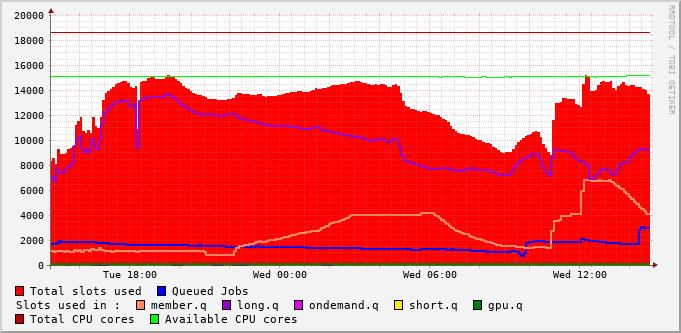 20000
18000
16000
14000
12000
10000
8000
6000
4000
2000
0
Tue 18:00 Wed 00:00 Wed 06:00 Wed 12:00
RRDTOOL / TOBI OETIKER
Total slots used Queued Jobs
Slots used in : member.q long.q ondemand.q short.q gpu.q
Total CPU cores Available CPU cores